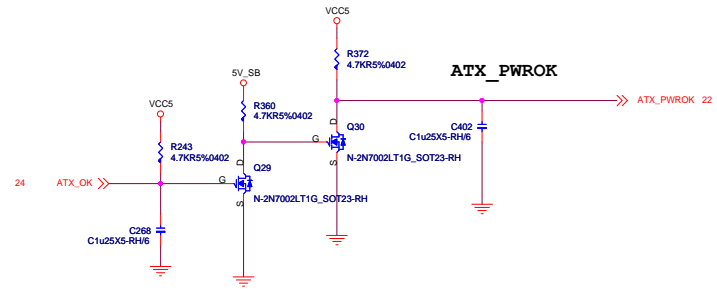 VCC5
R372
4.7KR5%0402
ATX_PWROK
5V_SB
ATX_PWROK 22
R360
4.7KR5%0402
VCC5
D
Q30
C402
C1u25X5-RH/6
G
R243
4.7KR5%0402
S
N-2N7002LT1G_SOT23-RH
D
Q29
24 ATX_OK
G
N-2N7002LT1G_SOT23-RH
S
C268
C1u25X5-RH/6